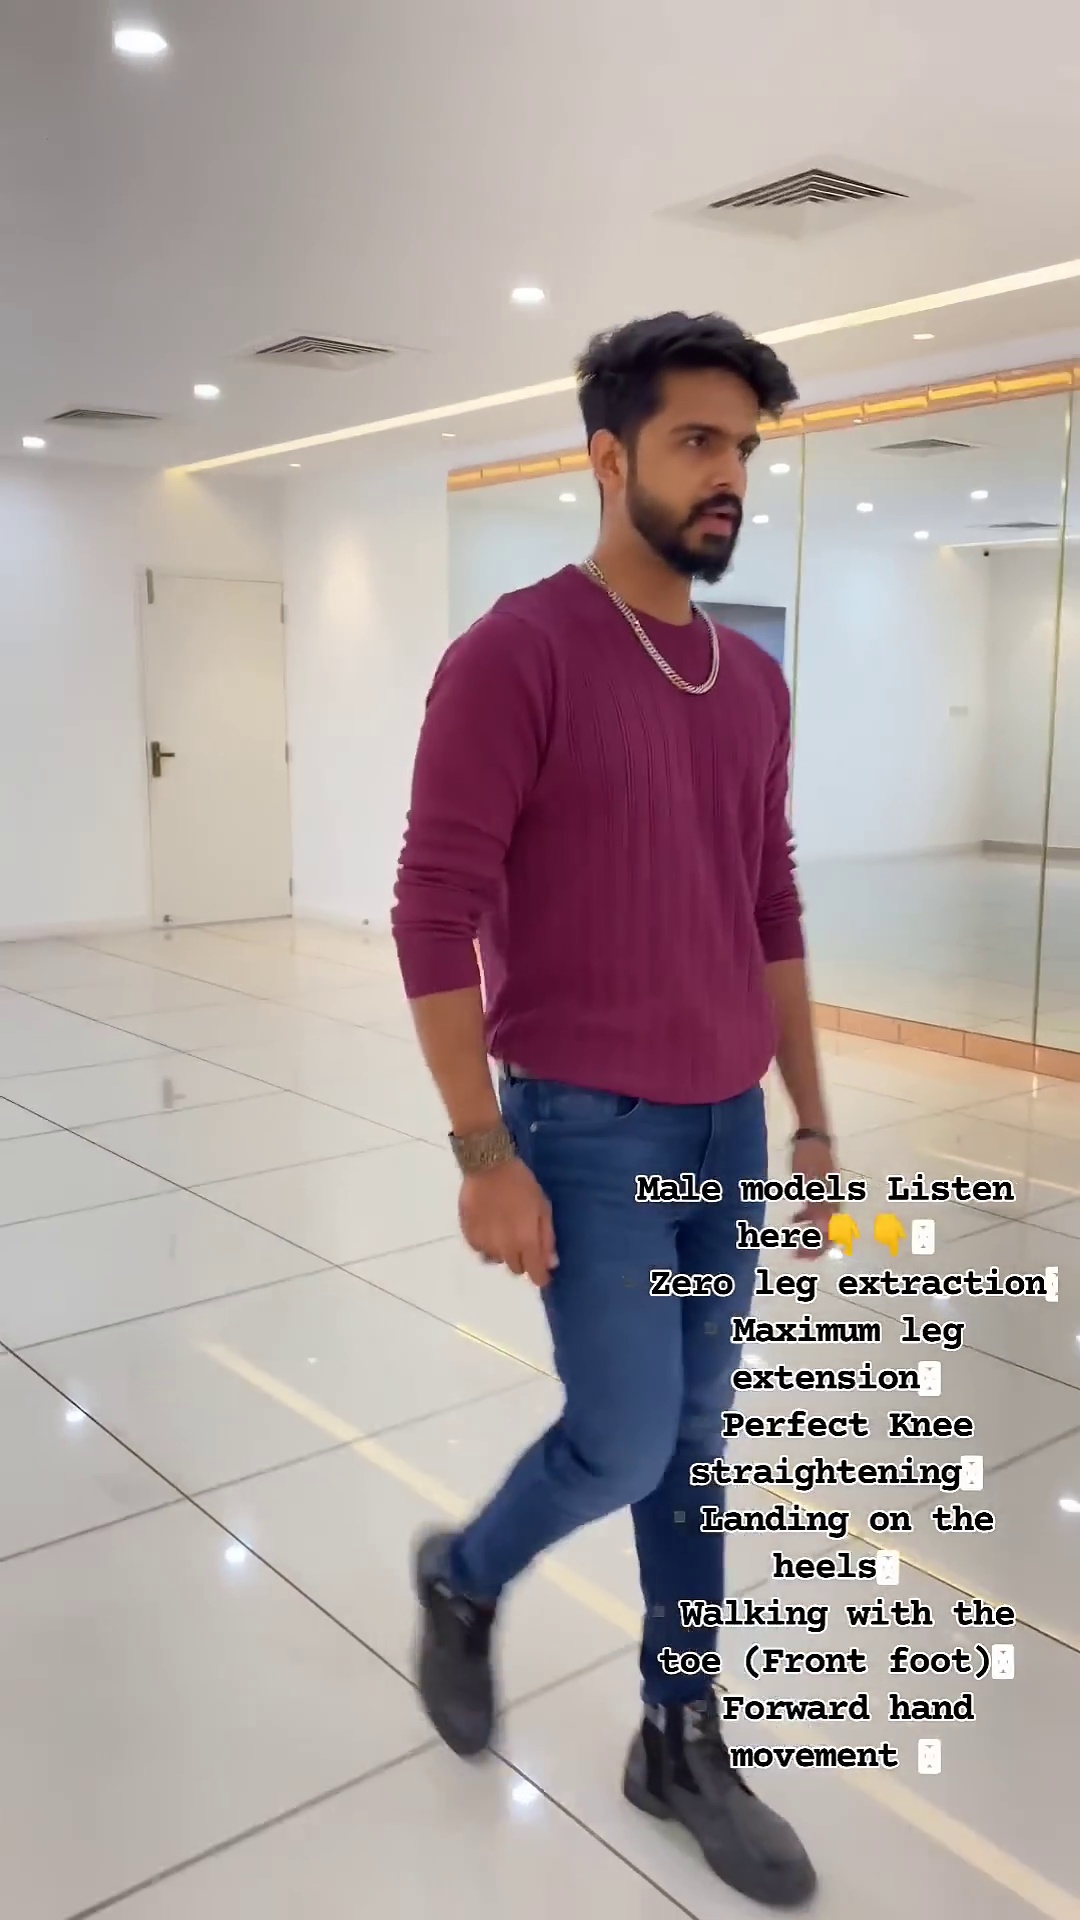 Male models Listen
here👇👇
▪ Zero leg extraction
▪ Maximum leg
extension
▪ Perfect Knee
straightening
▪ Landing on the
heels
▪ Walking with the
toe (Front foot)
▪ Forward hand
movement